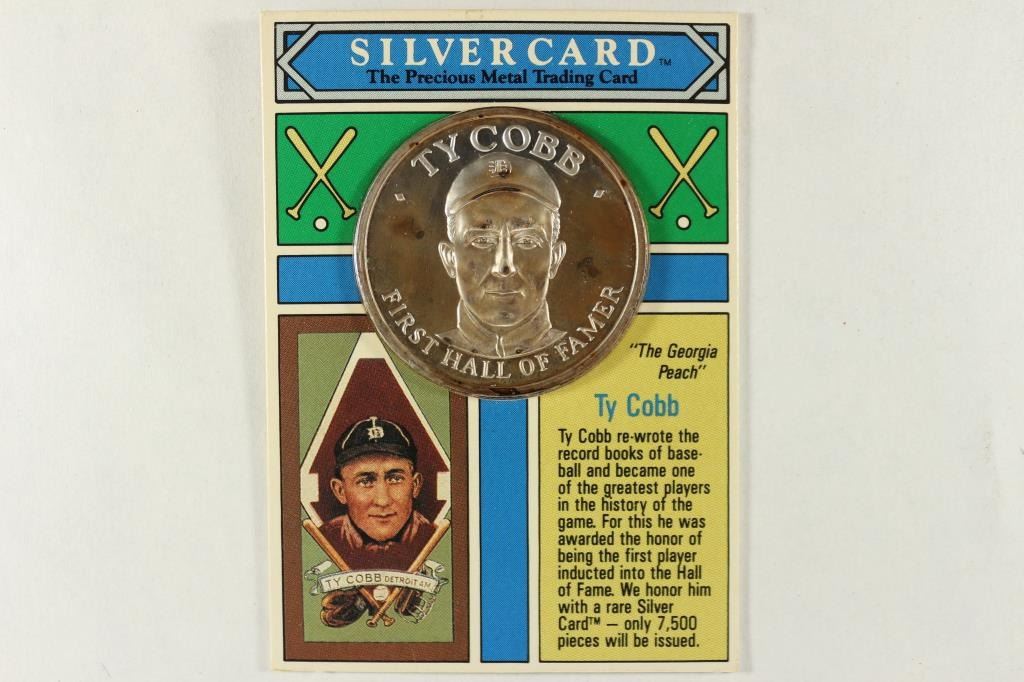 SILVER CARD™
The Precious Metal Trading Card
TY COBB
FIRST HALL OF FAMER
D
TY COBB DETROIT AM.
"The Georgia
Peach"
Ty Cobb
Ty Cobb re-wrote the
record books of base-
ball and became one
of the greatest players
in the history of the
game. For this he was
awarded the honor of
being the first player
inducted into the Hall
of Fame. We honor him
with a rare Silver
Card™ – only 7,500
pieces will be issued.